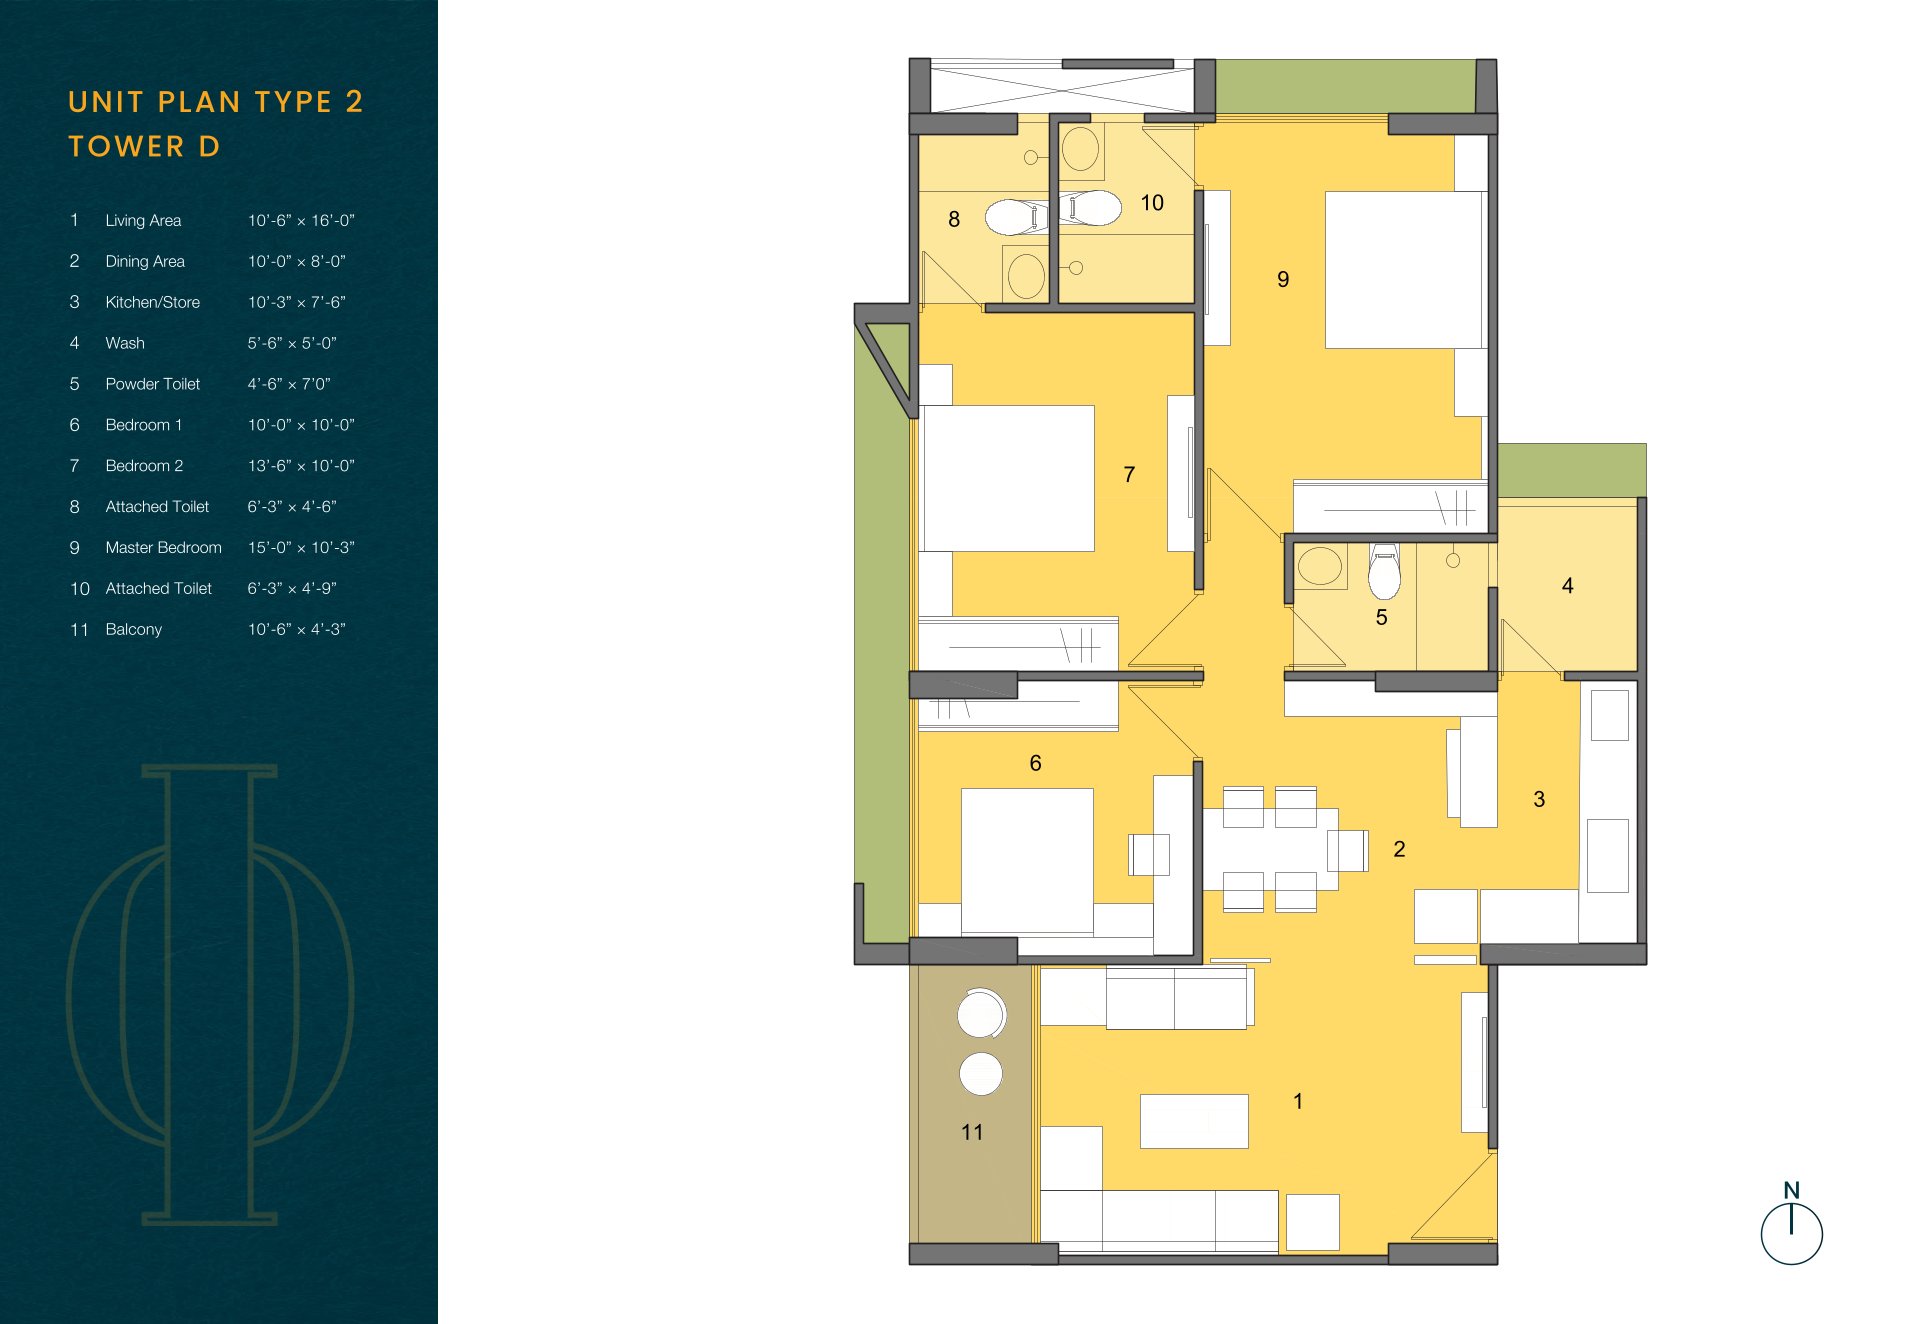 UNIT PLAN TYPE 2
TOWER D
1 Living Area 10’-6” × 16’-0”
2 Dining Area 10’-0” × 8’-0”
3 Kitchen/Store 10’-3” × 7’-6”
4 Wash 5’-6” × 5’-0”
5 Powder Toilet 4’-6” × 7’0”
6 Bedroom 1 10’-0” × 10’-0”
7 Bedroom 2 13’-6” × 10’-0”
8 Attached Toilet 6’-3” × 4’-6”
9 Master Bedroom 15’-0” × 10’-3”
10 Attached Toilet 6’-3” × 4’-9”
11 Balcony 10’-6” × 4’-3”
10
8
9
7
4
5
6
3
2
1
11
N